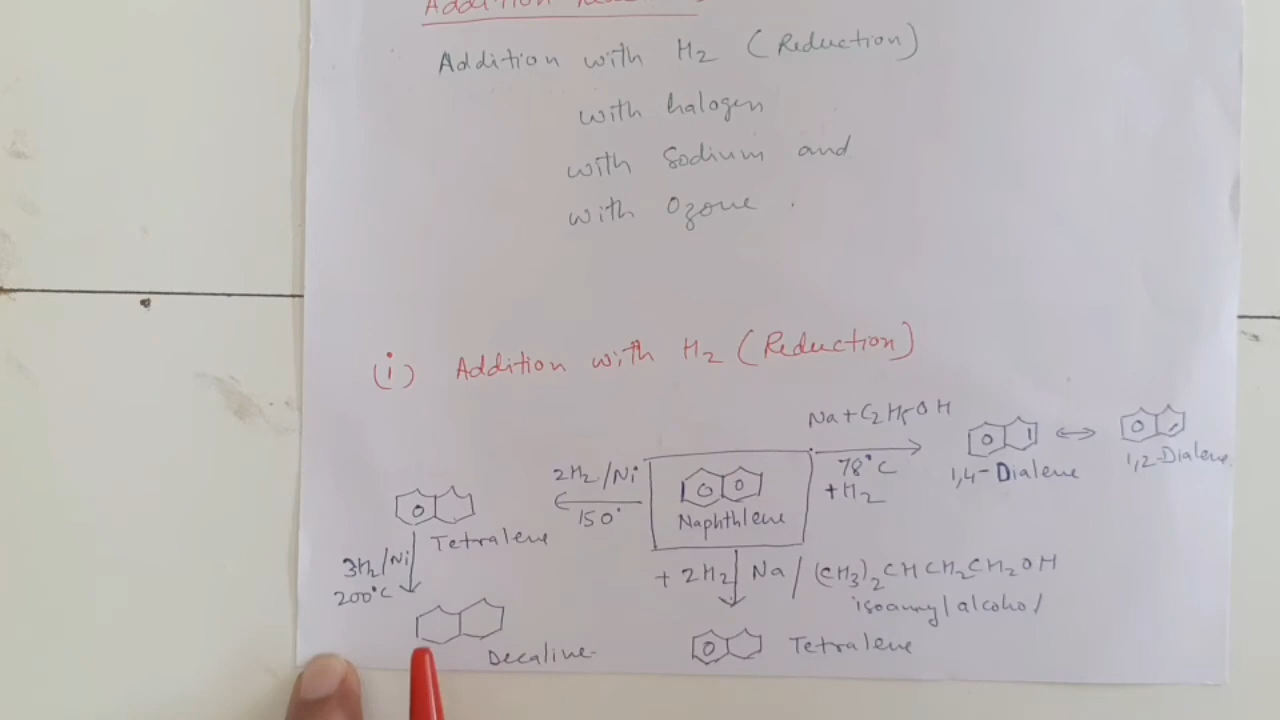 Addition
Addition with H2 (Reduction)
with halogen
with Sodium and
with Ozone .
(i) Addition with H2 (Reduction)
Na + C2H5OH
78°C
+H2
1,4-Dialene
1,2-Dialene
2H2/Ni
150°
Naphthlene
Tetralene
3H2/Ni
200°C
Decaline
+ 2H2 Na / (CH3)2CHCH2CH2OH
isoamyl alcohol
Tetralene